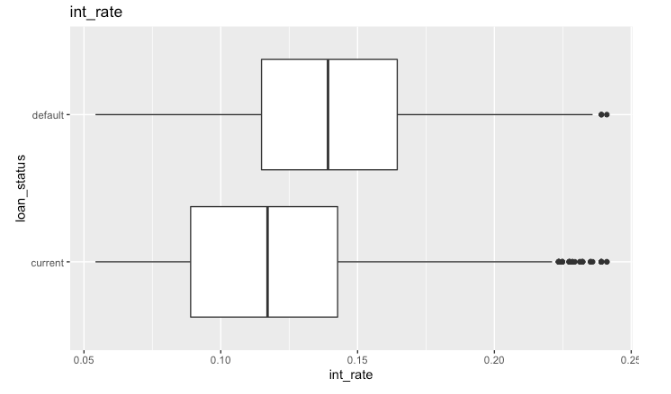 int_rate
default
loan_status
current
0.05 0.10 0.15 0.20 0.25
int_rate